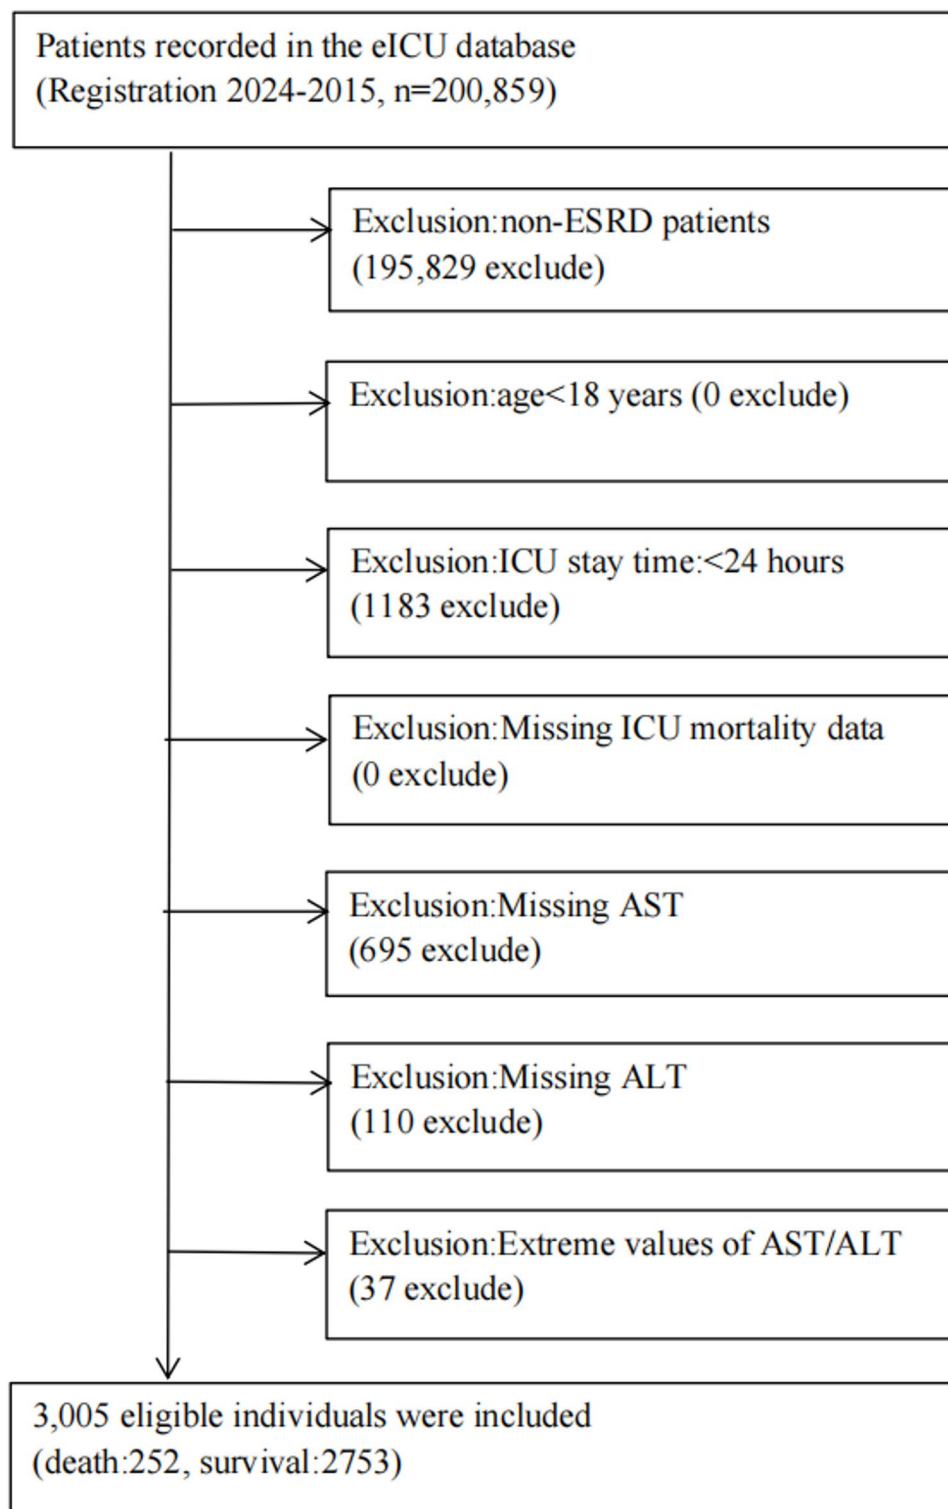 Patients recorded in the eICU database
(Registration 2024-2015, n=200,859)
Exclusion:non-ESRD patients
(195,829 exclude)
Exclusion:age<18 years (0 exclude)
Exclusion:ICU stay time:<24 hours
(1183 exclude)
Exclusion:Missing ICU mortality data
(0 exclude)
Exclusion:Missing AST
(695 exclude)
Exclusion:Missing ALT
(110 exclude)
Exclusion:Extreme values of AST/ALT
(37 exclude)
3,005 eligible individuals were included
(death:252, survival:2753)